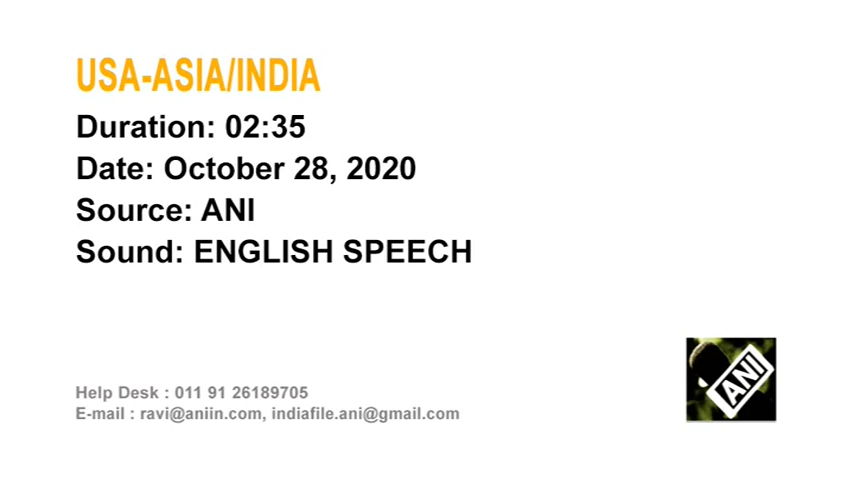 USA-ASIA/INDIA
Duration: 02:35
Date: October 28, 2020
Source: ANI
Sound: ENGLISH SPEECH
Help Desk : 011 91 26189705
E-mail : ravi@aniin.com, indiafile.ani@gmail.com
ANI